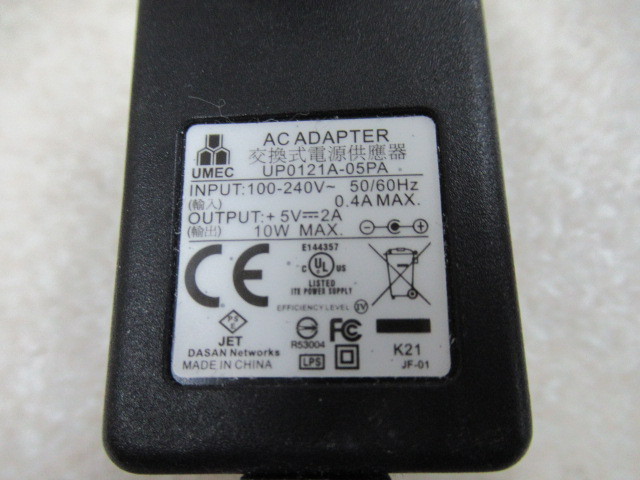 AC ADAPTER
UMEC
交換式電源供應器
UP0121A-05PA
INPUT:100-240V~ 50/60Hz
(輸入) 0.4A MAX.
OUTPUT:+5V⎓2A
(輸出) 10W MAX.
CE
E144357
C UL US
LISTED
ITE POWER SUPPLY
EFFICIENCY LEVEL IV
PS E
JET
DASAN Networks
MADE IN CHINA
R53004
FC
LPS
K21
JF-01